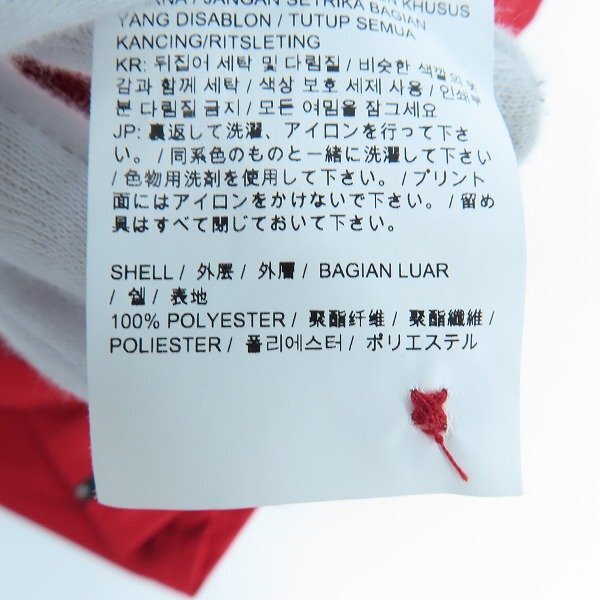 JANGAN SETRIKA BAGIAN KHUSUS
YANG DISABLON / TUTUP SEMUA
KANCING/RITSLETING
KR: 뒤집어 세탁 및 다림질 / 비슷한 색깔의 옷
감과 함께 세탁 / 색상 보호 세제 사용 / 인쇄부
분 다림질 금지 / 모든 여밈을 잠그세요
JP: 裏返して洗濯、アイロンを行って下さ
い。 / 同系色のものと一緒に洗濯して下さい
/ 色物用洗剤を使用して下さい。 / プリント
面にはアイロンをかけないで下さい。 / 留め
具はすべて閉じておいて下さい。
SHELL / 外层 / 外層 / BAGIAN LUAR
/ 쉘 / 表地
100% POLYESTER / 聚酯纤维 / 聚酯纖維 /
POLIESTER / 폴리에스터 / ポリエステル